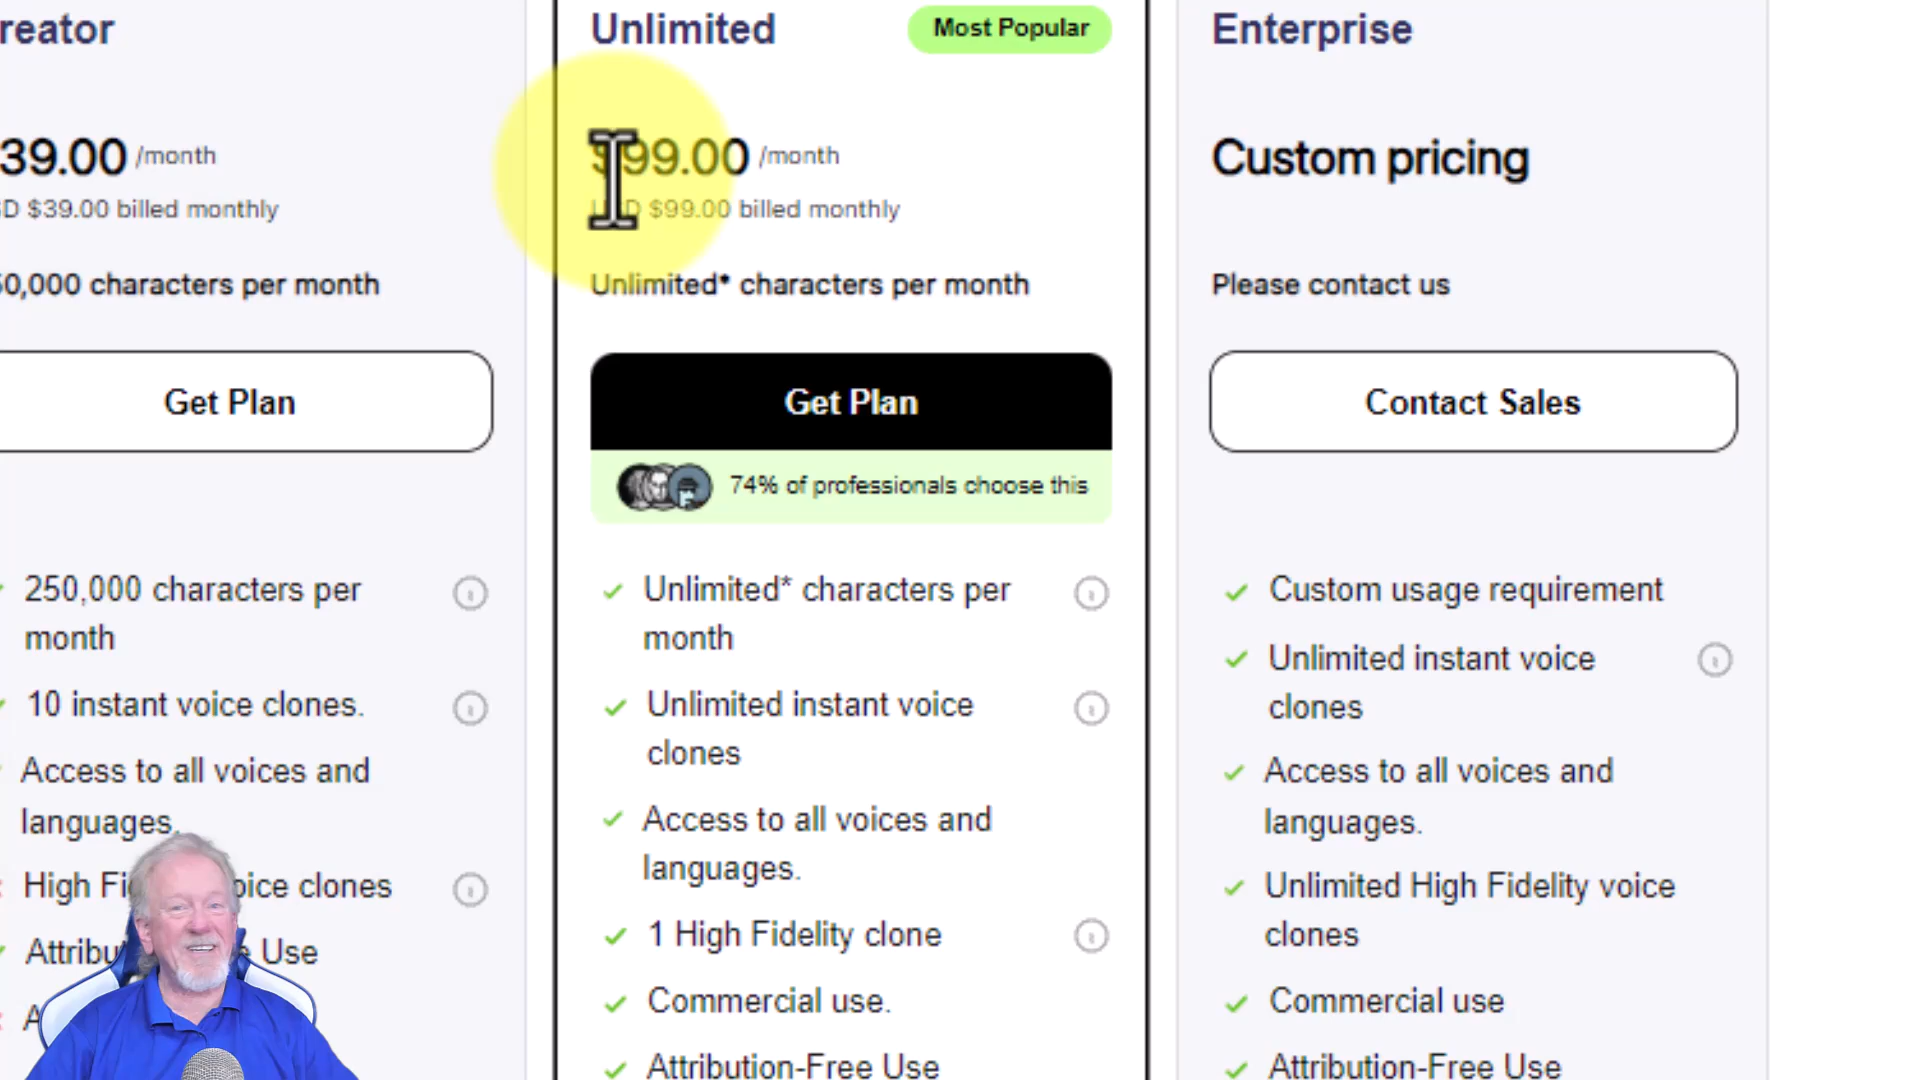 reator
39.00 /month
D $39.00 billed monthly
0,000 characters per month
Get Plan
250,000 characters per
month
10 instant voice clones.
Access to all voices and
languages.
High Fi oice clones
Attribu e Use
A
Unlimited
Most Popular
$99.00 /month
USD $99.00 billed monthly
Unlimited* characters per month
Get Plan
74% of professionals choose this
Unlimited* characters per
month
Unlimited instant voice
clones
Access to all voices and
languages.
1 High Fidelity clone
Commercial use.
Attribution-Free Use
Enterprise
Custom pricing
Please contact us
Contact Sales
Custom usage requirement
Unlimited instant voice
clones
Access to all voices and
languages.
Unlimited High Fidelity voice
clones
Commercial use
Attribution-Free Use